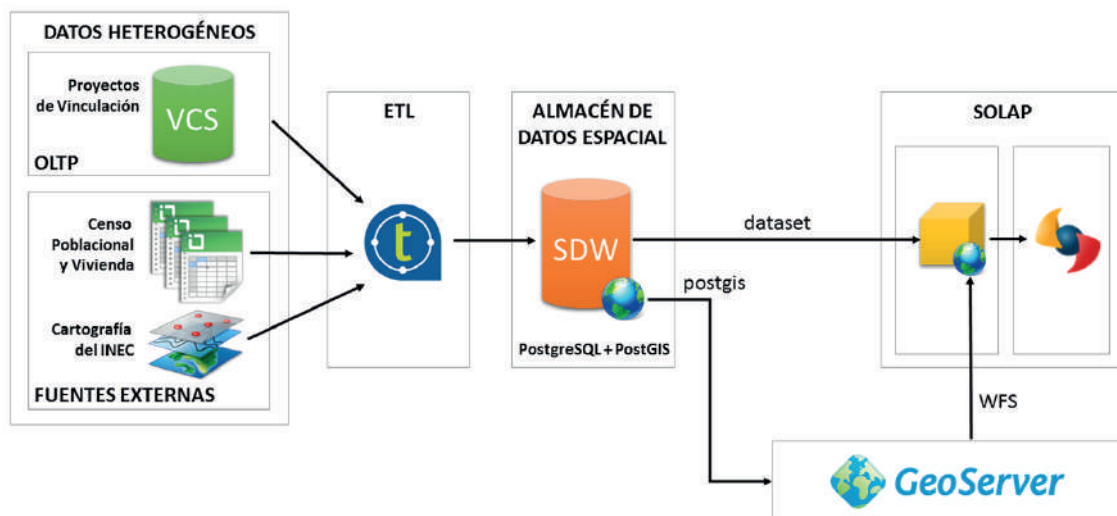 DATOS HETEROGÉNEOS
Proyectos
de Vinculación
VCS
OLTP
Censo
Poblacional
y Vivienda
Cartografía
del INEC
FUENTES EXTERNAS
ETL
t
ALMACÉN DE
DATOS ESPACIAL
SDW
PostgreSQL+PostGIS
dataset
postgis
SOLAP
WFS
GeoServer